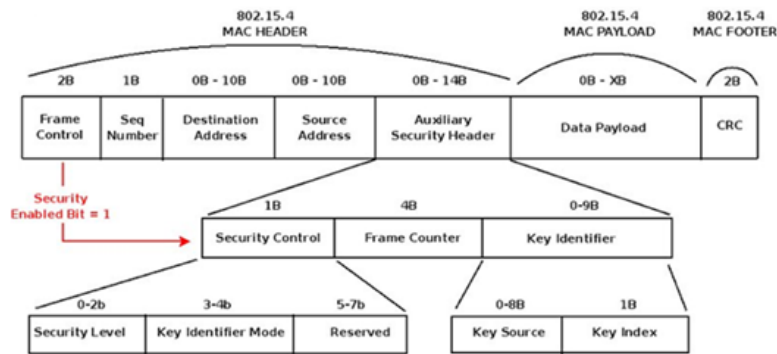 802.15.4 802.15.4 802.15.4
MAC HEADER MAC PAYLOAD MAC FOOTER
2B 1B 0B - 10B 0B - 10B 0B - 14B 0B - XB 2B
Frame Seq Destination Source Auxiliary
Control Number Address Address Security Header Data Payload CRC
Security
Enabled Bit = 1
1B 4B 0-9B
Security Control Frame Counter Key Identifier
0-2b 3-4b 5-7b 0-8B 1B
Security Level Key Identifier Mode Reserved Key Source Key Index